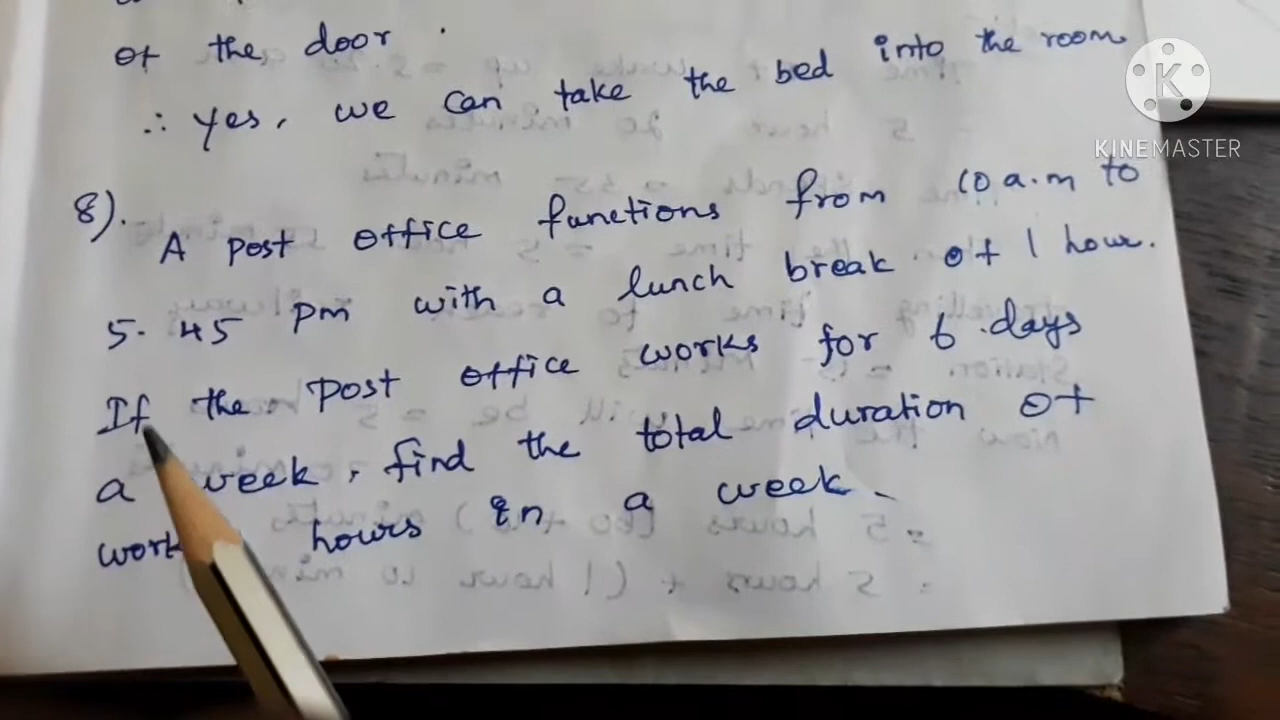 of the door.
∴ yes, we can take the bed into the room
KINEMASTER
8). A post office functions from 10 a.m to
5.45 pm with a lunch break of 1 hour.
If the post office works for 6 days
a week, find the total duration of
work hours in a week.